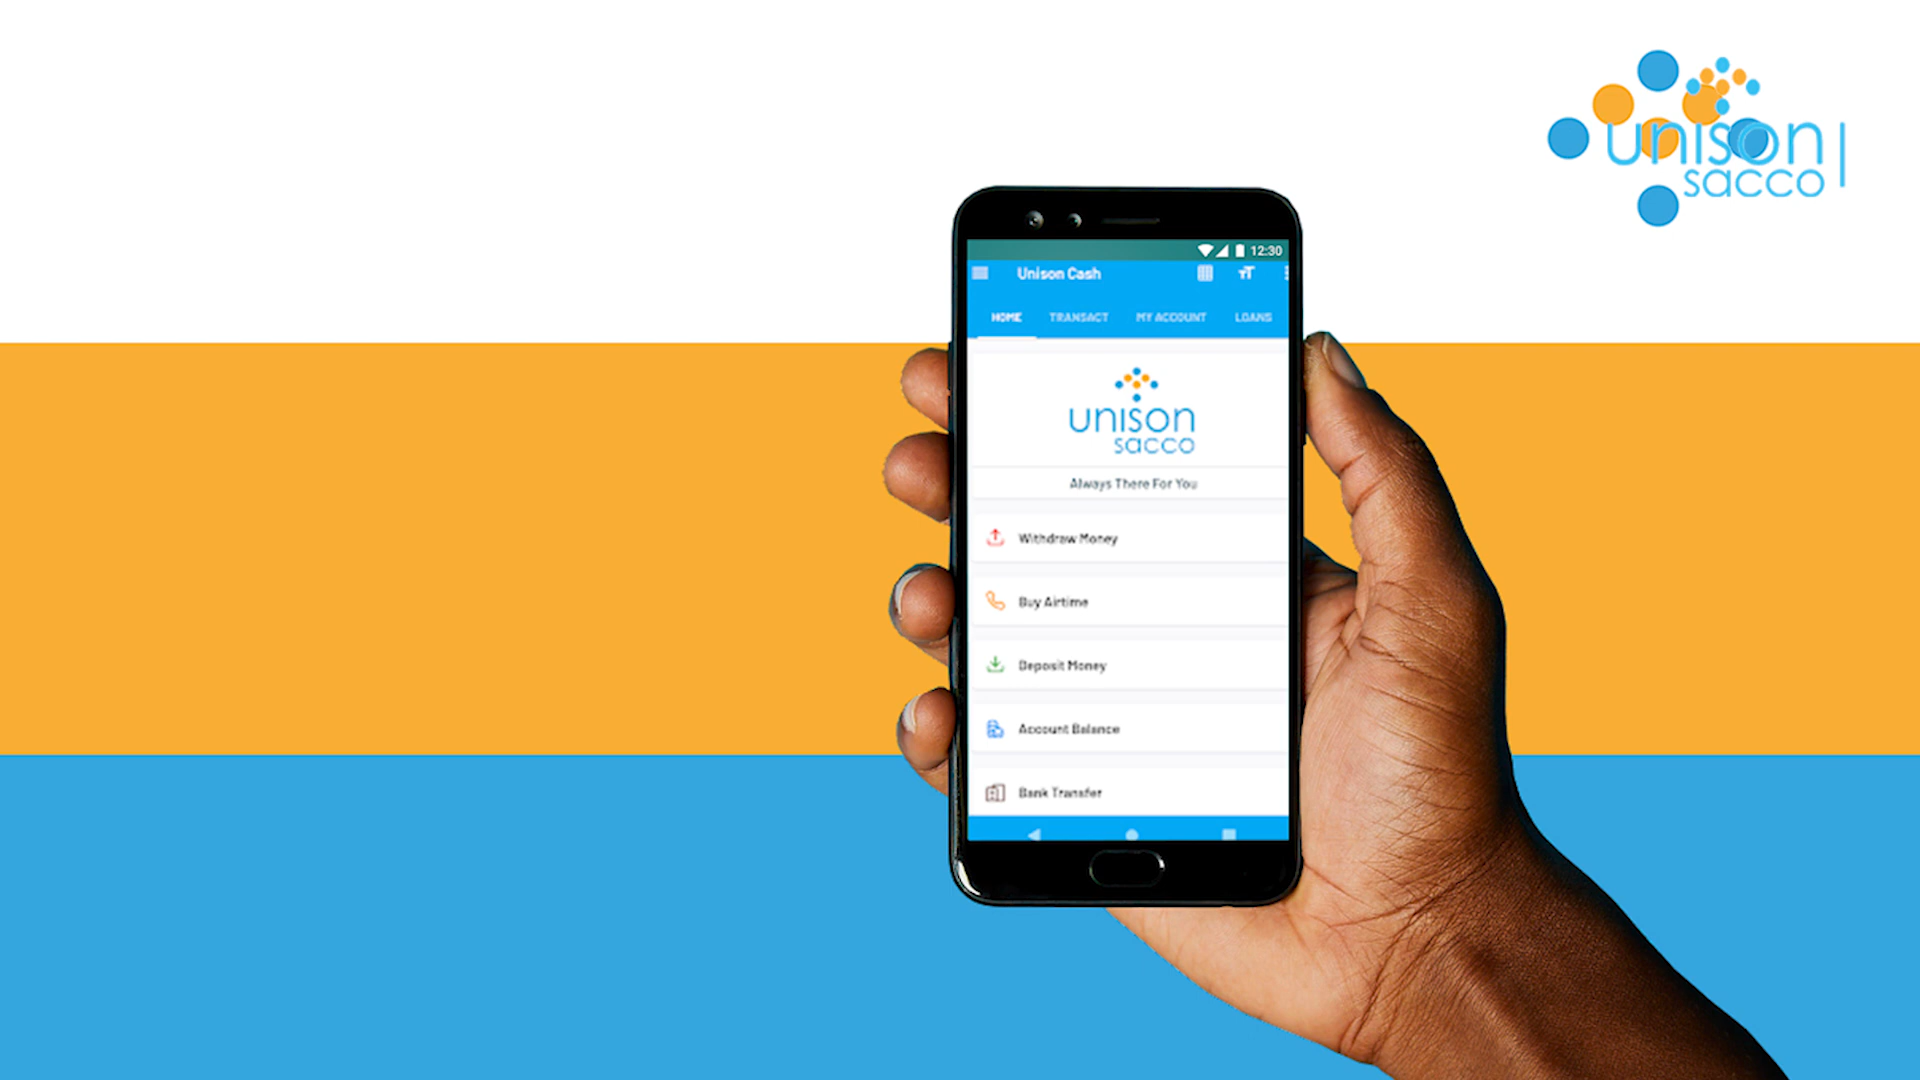 unison
sacco
12:30
Unison Cash
HOME TRANSACT MY ACCOUNT LOANS
unison
sacco
Always There For You
Withdraw Money
Buy Airtime
Deposit Money
Account Balance
Bank Transfer